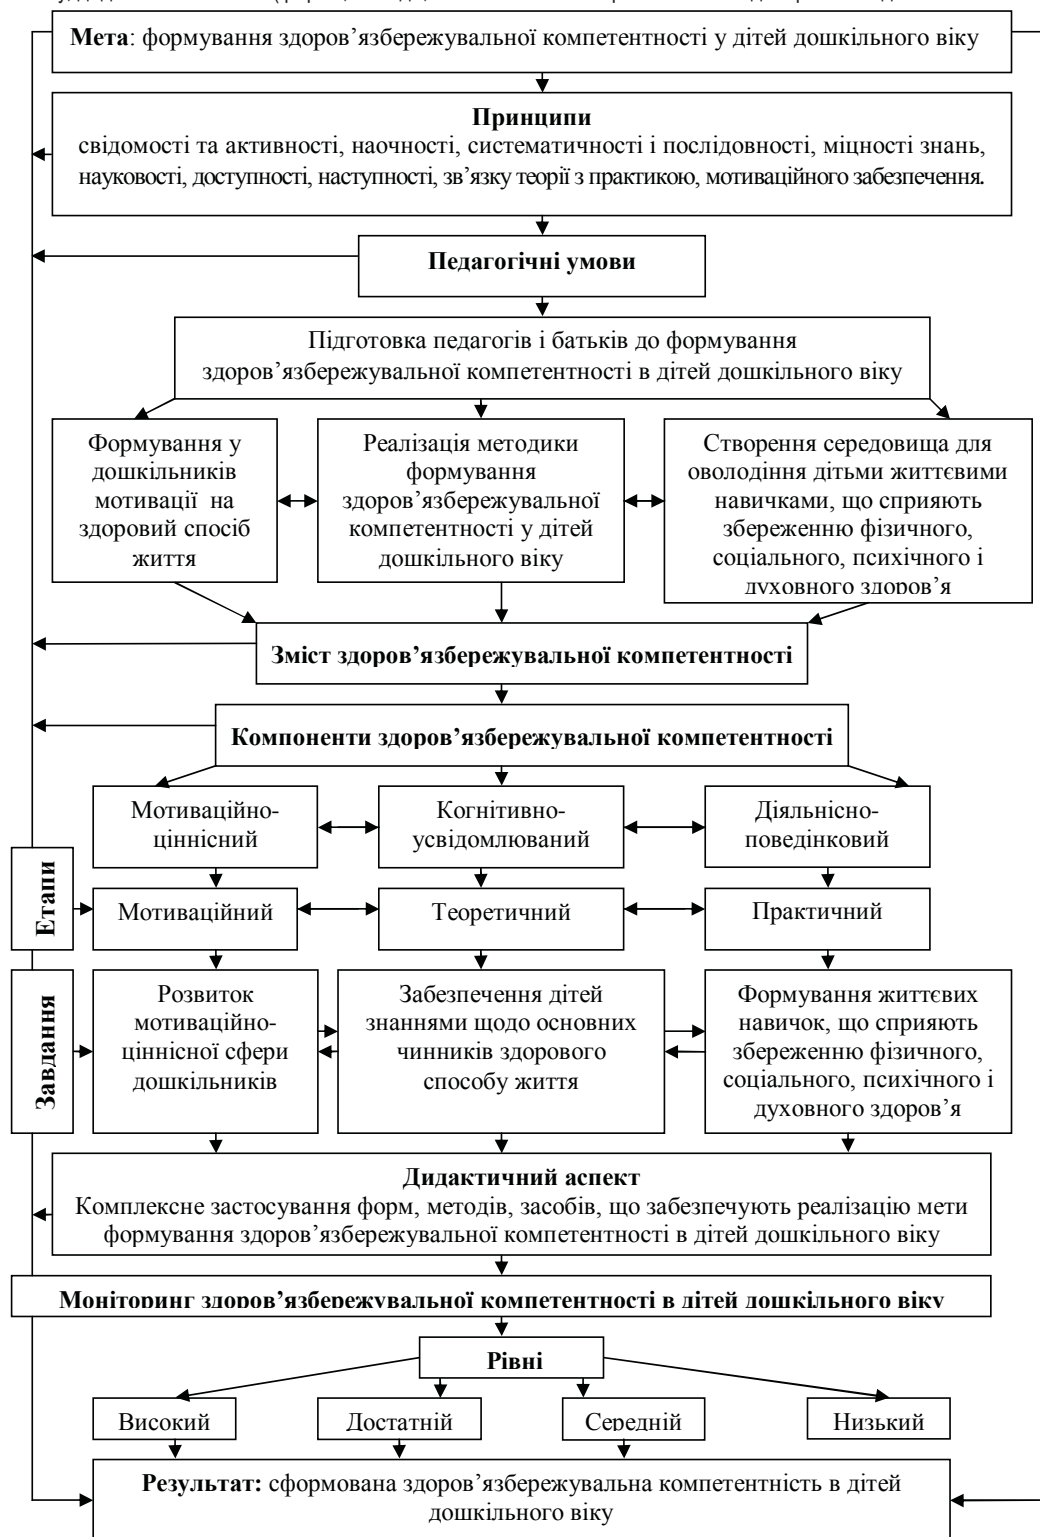 Мета: формування здоров’язбережувальної компетентності у дітей дошкільного віку
Принципи
свідомості та активності, наочності, систематичності і послідовності, міцності знань,
науковості, доступності, наступності, зв’язку теорії з практикою, мотиваційного забезпечення.
Педагогічні умови
Підготовка педагогів і батьків до формування
здоров’язбережувальної компетентності в дітей дошкільного віку
Формування у
дошкільників
мотивації на
здоровий спосіб
життя
Реалізація методики
формування
здоров’язбережувальної
компетентності у дітей
дошкільного віку
Створення середовища для
оволодіння дітьми життєвими
навичками, що сприяють
збереженню фізичного,
соціального, психічного і
духовного здоров’я
Зміст здоров’язбережувальної компетентності
Компоненти здоров’язбережувальної компетентності
Мотиваційно-
ціннісний
Когнітивно-
усвідомлюваний
Діяльнісно-
поведінковий
Етапи
Мотиваційний
Теоретичний
Практичний
Завдання
Розвиток
мотиваційно-
ціннісної сфери
дошкільників
Забезпечення дітей
знаннями щодо основних
чинників здорового
способу життя
Формування життєвих
навичок, що сприяють
збереженню фізичного,
соціального, психічного і
духовного здоров’я
Дидактичний аспект
Комплексне застосування форм, методів, засобів, що забезпечують реалізацію мети
формування здоров’язбережувальної компетентності в дітей дошкільного віку
Моніторинг здоров’язбережувальної компетентності в дітей дошкільного віку
Рівні
Високий
Достатній
Середній
Низький
Результат: сформована здоров’язбережувальна компетентність в дітей
дошкільного віку